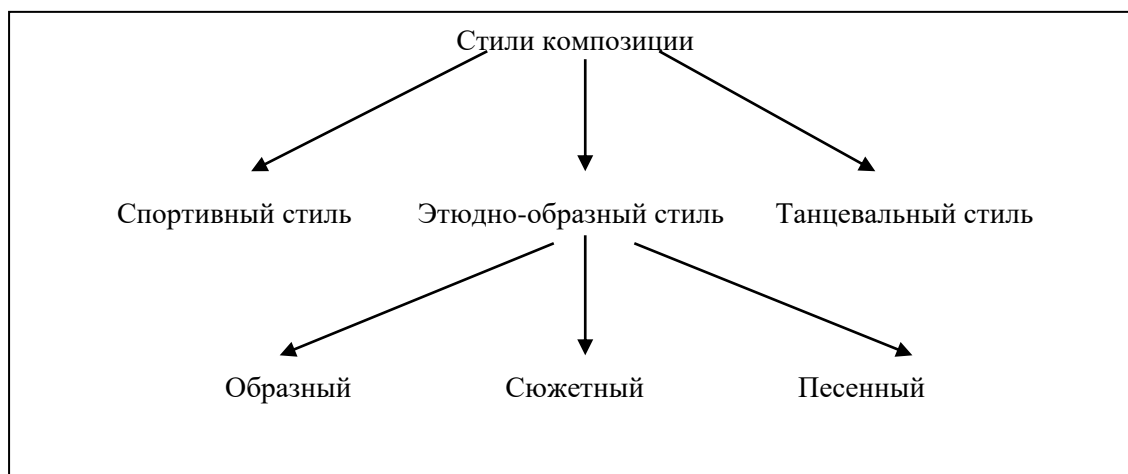 Стили композиции
Спортивный стиль Этюдно-образный стиль Танцевальный стиль
Образный Сюжетный Песенный